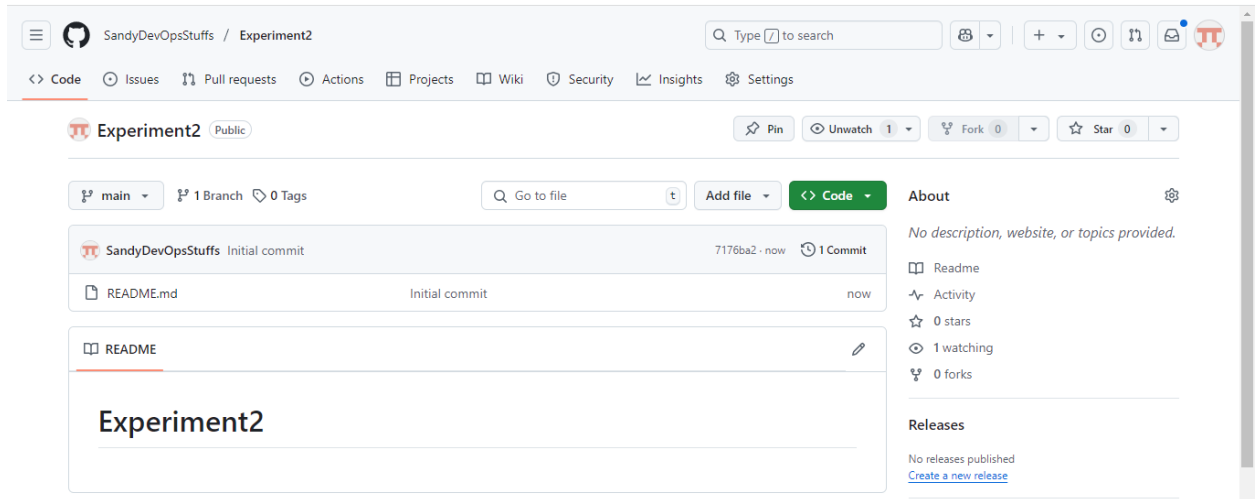 SandyDevOpsStuffs / Experiment2
Type / to search
Code Issues Pull requests Actions Projects Wiki Security Insights Settings
Experiment2 Public
Pin Unwatch 1 Fork 0 Star 0
main 1 Branch 0 Tags
Go to file t Add file Code
SandyDevOpsStuffs Initial commit 7176ba2 · now 1 Commit
README.md Initial commit now
README
Experiment2
About
No description, website, or topics provided.
Readme
Activity
0 stars
1 watching
0 forks
Releases
No releases published
Create a new release